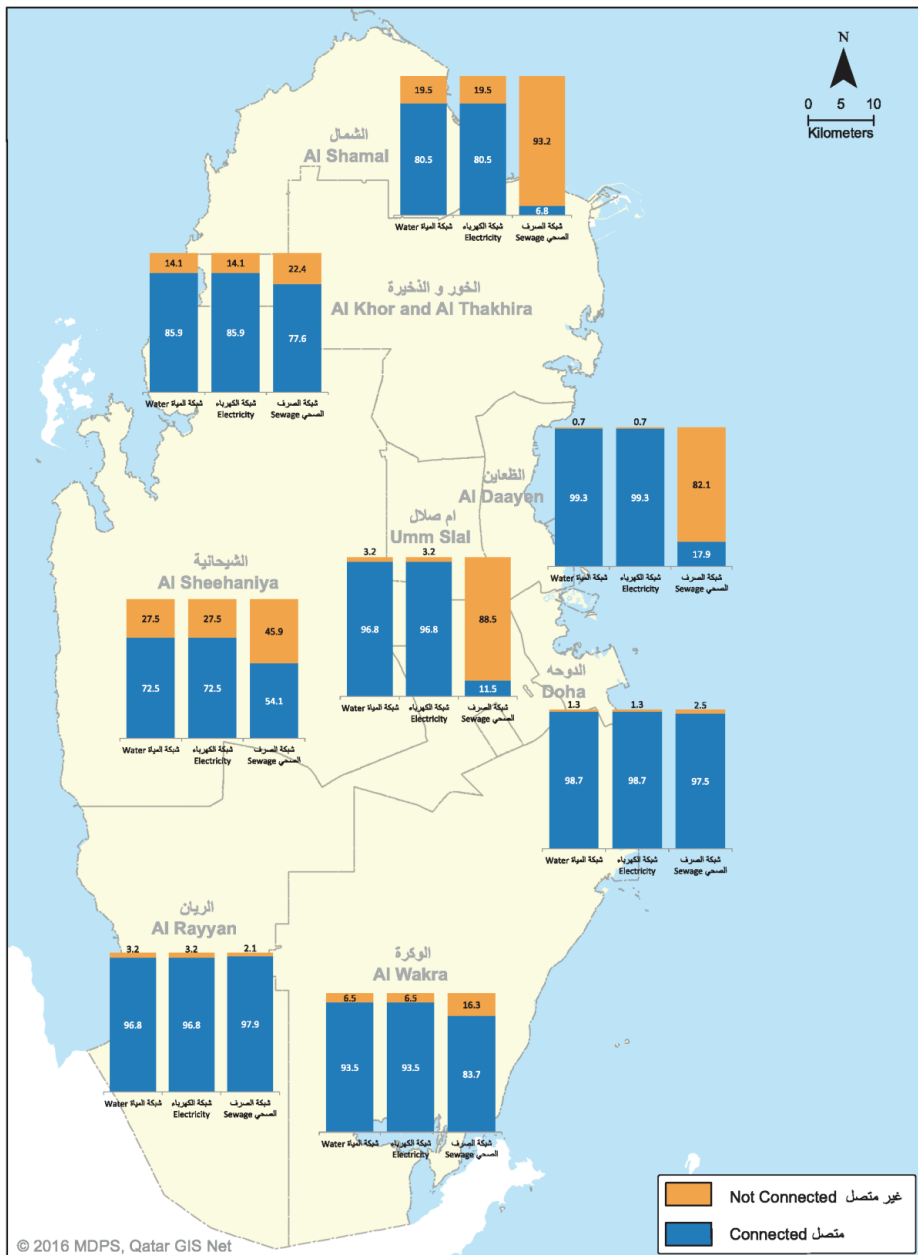 N
0 5 10
Kilometers
الشمال
Al Shamal
19.5
19.5
93.2
80.5
80.5
6.8
شبكة المياة Water
شبكة الكهرباء
Electricity
شبكة الصرف
الصحي Sewage
الخور و الذخيرة
Al Khor and Al Thakhira
14.1
14.1
22.4
85.9
85.9
77.6
شبكة المياة Water
شبكة الكهرباء
Electricity
شبكة الصرف
الصحي Sewage
الظعاين
Al Daayen
0.7
0.7
82.1
99.3
99.3
17.9
شبكة المياة Water
شبكة الكهرباء
Electricity
شبكة الصرف
الصحي Sewage
ام صلال
Umm Slal
3.2
3.2
88.5
96.8
96.8
11.5
شبكة المياة Water
شبكة الكهرباء
Electricity
شبكة الصرف
الصحي Sewage
الشيحانية
Al Sheehaniya
27.5
27.5
45.9
72.5
72.5
54.1
شبكة المياة Water
شبكة الكهرباء
Electricity
شبكة الصرف
الصحي Sewage
الدوحه
Doha
1.3
1.3
2.5
98.7
98.7
97.5
شبكة المياة Water
شبكة الكهرباء
Electricity
شبكة الصرف
الصحي Sewage
الريان
Al Rayyan
3.2
3.2
2.1
96.8
96.8
97.9
شبكة المياة Water
شبكة الكهرباء
Electricity
شبكة الصرف
الصحي Sewage
الوكرة
Al Wakra
6.5
6.5
16.3
93.5
93.5
83.7
شبكة المياة Water
شبكة الكهرباء
Electricity
شبكة الصرف
الصحي Sewage
Not Connected غير متصل
Connected متصل
© 2016 MDPS, Qatar GIS Net